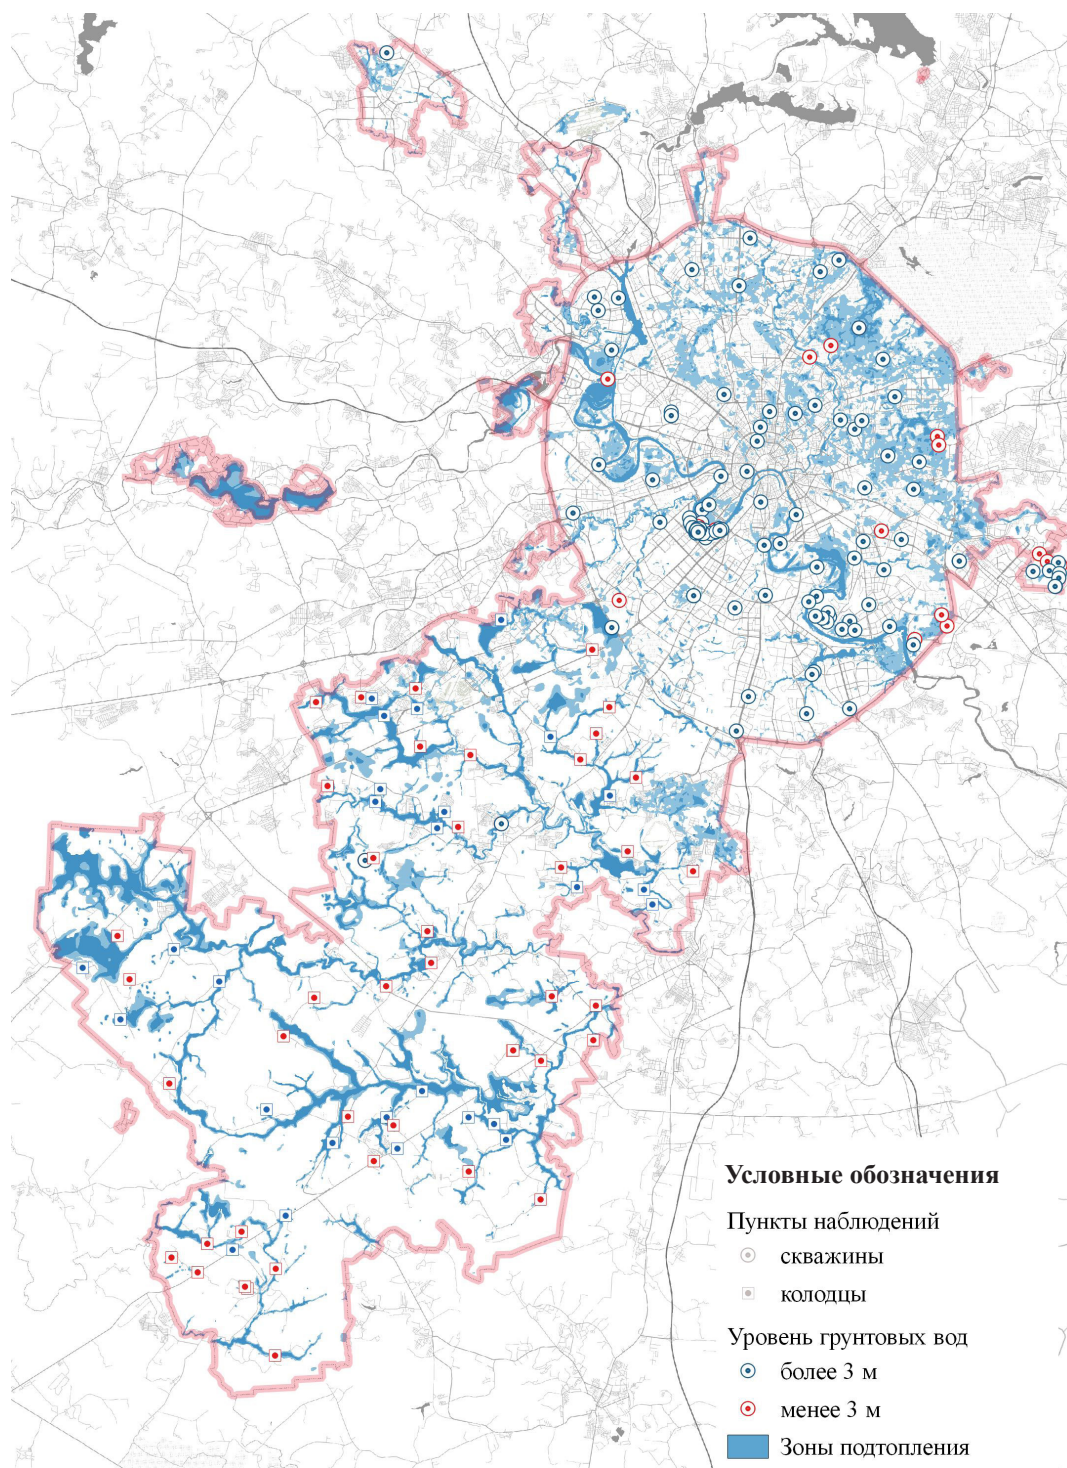 Условные обозначения
Пункты наблюдений
скважины
колодцы
Уровень грунтовых вод
более 3 м
менее 3 м
Зоны подтопления